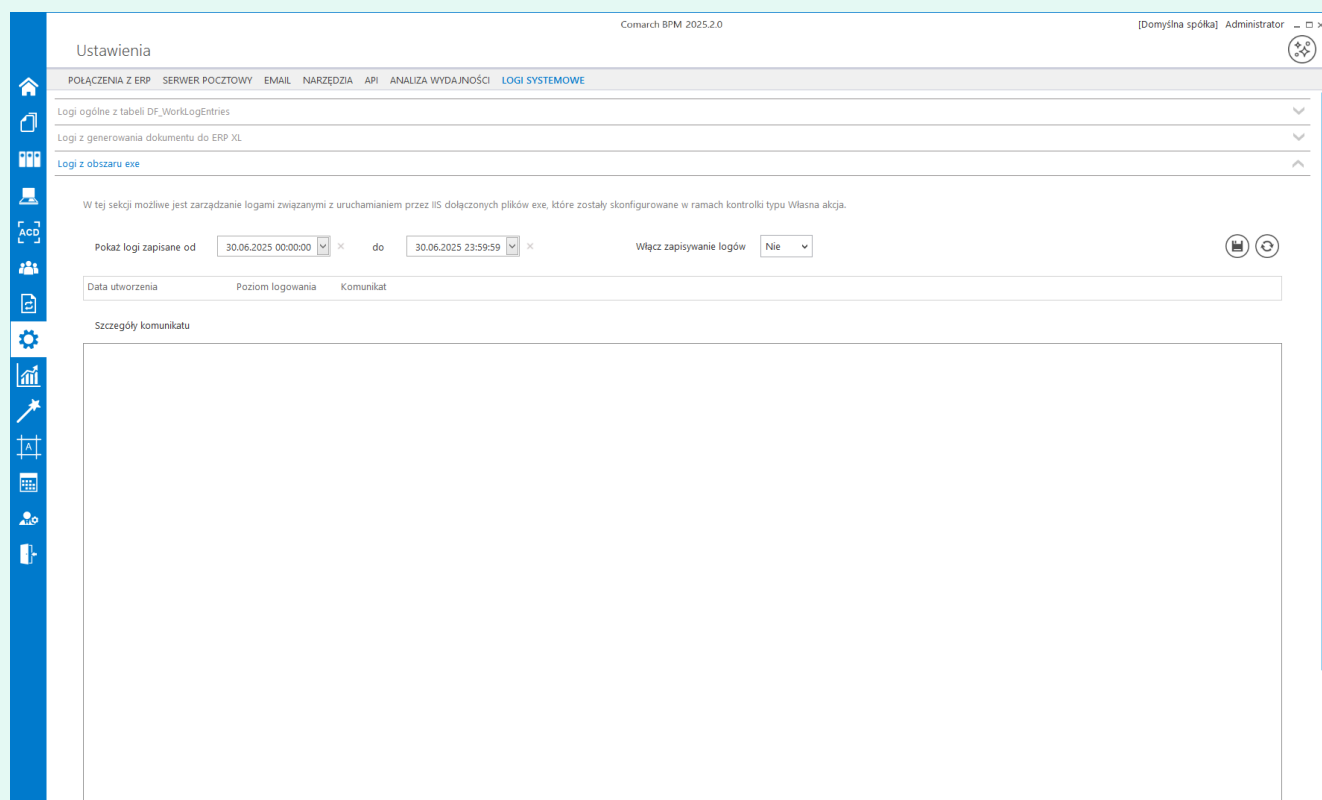 Comarch BPM 2025.2.0
[Domyślna spółka] Administrator
Ustawienia
POŁĄCZENIA Z ERP SERWER POCZTOWY EMAIL NARZĘDZIA API ANALIZA WYDAJNOŚCI LOGI SYSTEMOWE
Logi ogólne z tabeli DF_WorkLogEntries
Logi z generowania dokumentu do ERP XL
Logi z obszaru exe
W tej sekcji możliwe jest zarządzanie logami związanymi z uruchamianiem przez IIS dołączonych plików exe, które zostały skonfigurowane w ramach kontrolki typu Własna akcja.
Pokaż logi zapisane od 30.06.2025 00:00:00 do 30.06.2025 23:59:59 Włącz zapisywanie logów Nie
Data utworzenia Poziom logowania Komunikat
Szczegóły komunikatu
ACD
A